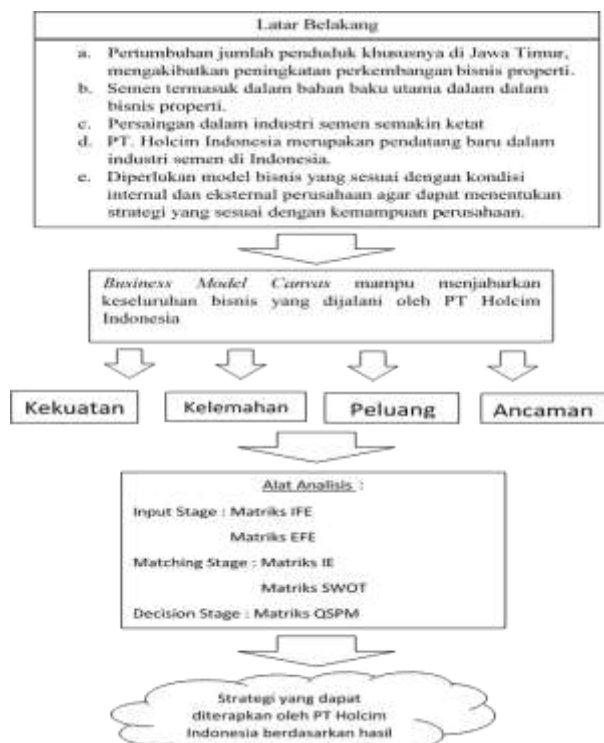 Latar Belakang
a. Pertumbuhan jumlah penduduk khususnya di Jawa Timur,
mengakibatkan peningkatan perkembangan bisnis properti.
b. Semen termasuk dalam bahan baku utama dalam dalam
bisnis properti.
c. Persaingan dalam industri semen semakin ketat
d. PT. Holcim Indonesia merupakan pendatang baru dalam
industri semen di Indonesia.
e. Diperlukan model bisnis yang sesuai dengan kondisi
internal dan eksternal perusahaan agar dapat menentukan
strategi yang sesuai dengan kemampuan perusahaan.
Business Model Canvas mampu menjabarkan
keseluruhan bisnis yang dijalani oleh PT Holcim
Indonesia
Kekuatan Kelemahan Peluang Ancaman
Alat Analisis :
Input Stage : Matriks IFE
Matriks EFE
Matching Stage : Matriks IE
Matriks SWOT
Decision Stage : Matriks QSPM
Strategi yang dapat
diterapkan oleh PT Holcim
Indonesia berdasarkan hasil